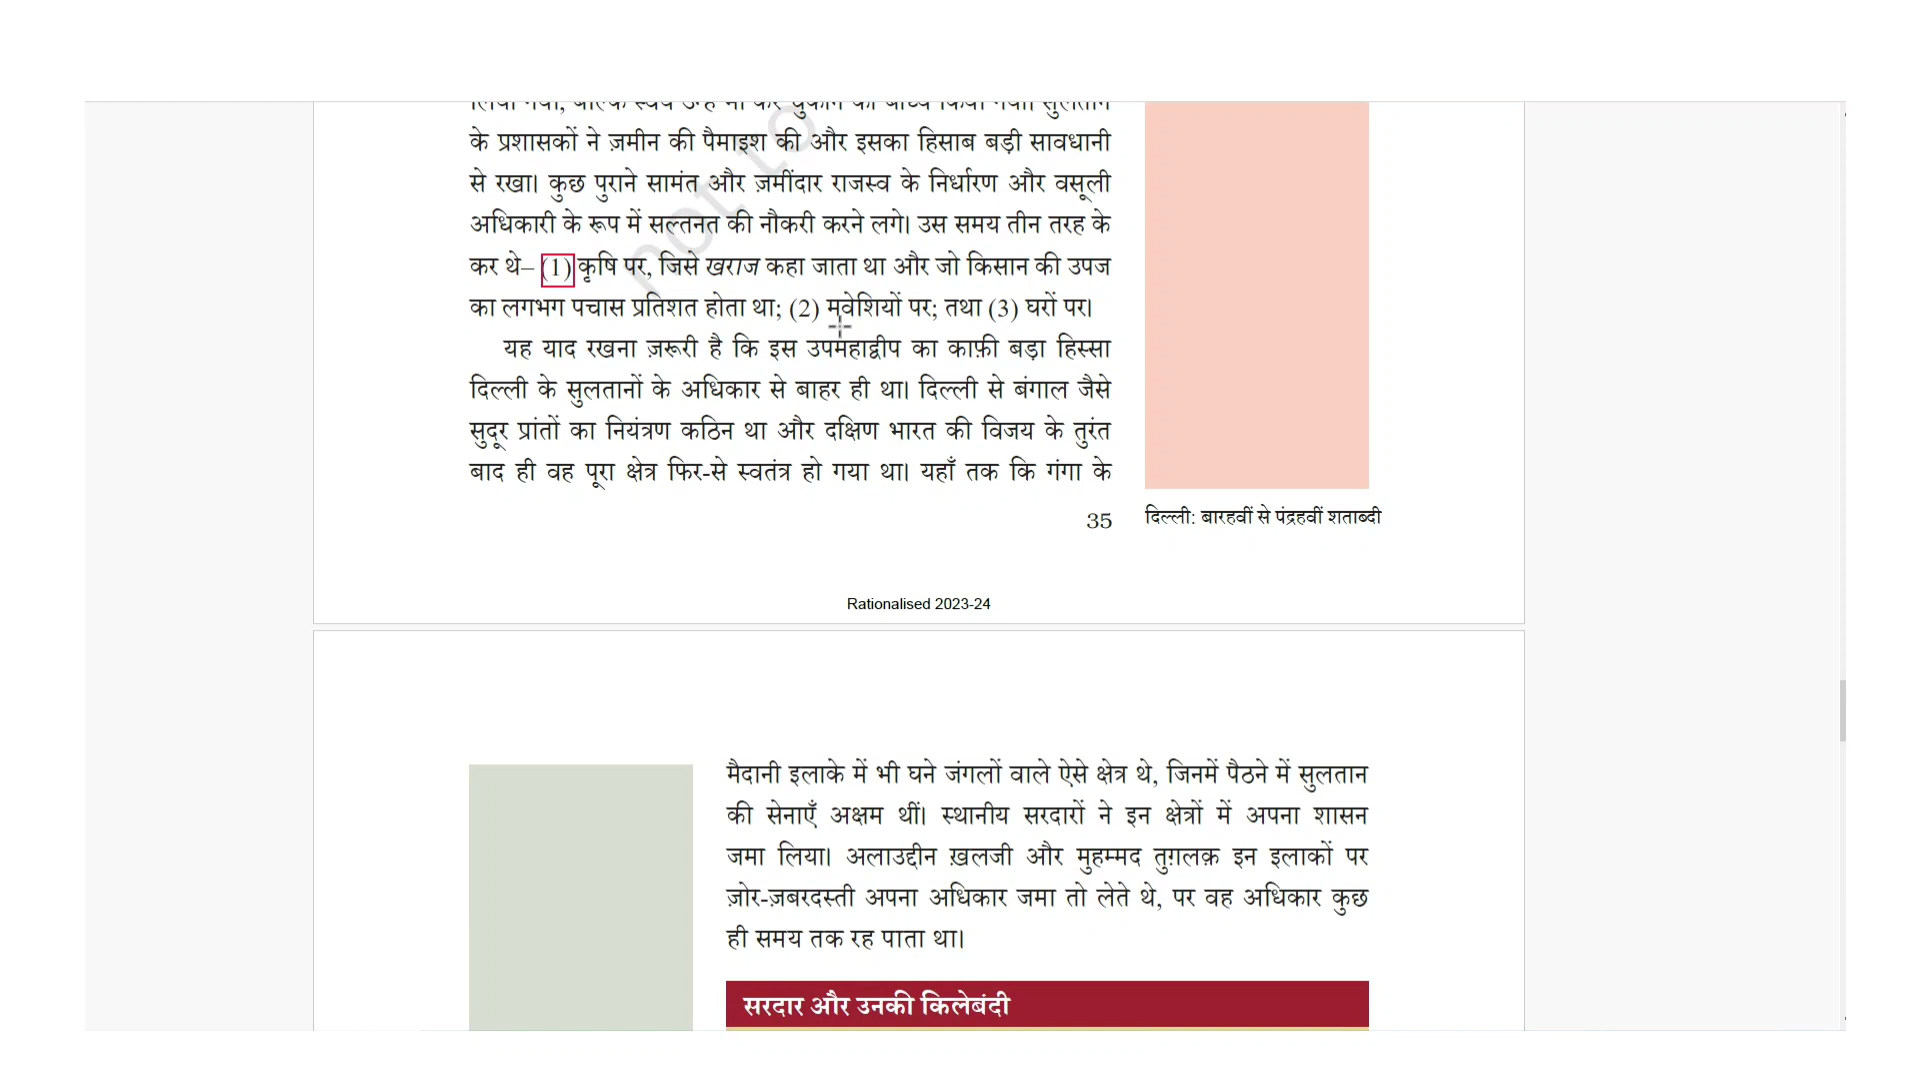 के प्रशासकों ने ज़मीन की पैमाइश की और इसका हिसाब बड़ी सावधानी
से रखा। कुछ पुराने सामंत और ज़मींदार राजस्व के निर्धारण और वसूली
अधिकारी के रूप में सल्तनत की नौकरी करने लगे। उस समय तीन तरह के
कर थे– (1) कृषि पर, जिसे खराज कहा जाता था और जो किसान की उपज
का लगभग पचास प्रतिशत होता था; (2) मवेशियों पर; तथा (3) घरों पर।
यह याद रखना ज़रूरी है कि इस उपमहाद्वीप का काफ़ी बड़ा हिस्सा
दिल्ली के सुलतानों के अधिकार से बाहर ही था। दिल्ली से बंगाल जैसे
सुदूर प्रांतों का नियंत्रण कठिन था और दक्षिण भारत की विजय के तुरंत
बाद ही वह पूरा क्षेत्र फिर-से स्वतंत्र हो गया था। यहाँ तक कि गंगा के
35
दिल्ली: बारहवीं से पंद्रहवीं शताब्दी
not to
Rationalised 2023-24
मैदानी इलाके में भी घने जंगलों वाले ऐसे क्षेत्र थे, जिनमें पैठने में सुलतान
की सेनाएँ अक्षम थीं। स्थानीय सरदारों ने इन क्षेत्रों में अपना शासन
जमा लिया। अलाउद्दीन ख़लजी और मुहम्मद तुग़लक़ इन इलाकों पर
ज़ोर-ज़बरदस्ती अपना अधिकार जमा तो लेते थे, पर वह अधिकार कुछ
ही समय तक रह पाता था।
सरदार और उनकी किलेबंदी